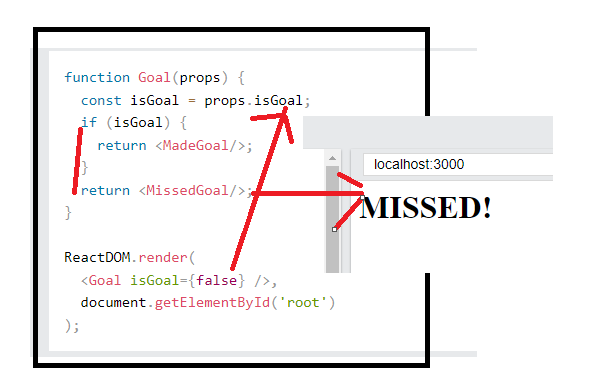 function Goal(props) {
  const isGoal = props.isGoal;
  if (isGoal) {
    return <MadeGoal/>;
  }
  return <MissedGoal/>;
}
ReactDOM.render(
  <Goal isGoal={false} />,
  document.getElementById('root')
);
localhost:3000
MISSED!